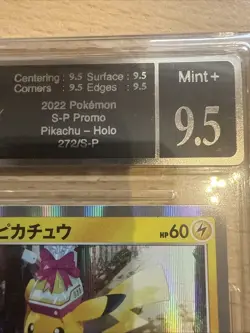 Centering : 9.5 Surface : 9.5
Corners : 9.5 Edges : 9.5
Mint+
2022 Pokémon
S-P Promo
Pikachu – Holo
272/S-P
9.5
ピカチュウ
HP60